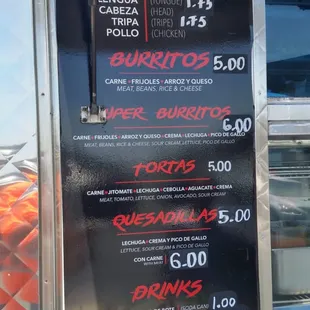 LENGUA (TONGUE) 1.75
CABEZA (HEAD)
TRIPA (TRIPE) 1.75
POLLO (CHICKEN)
BURRITOS 5.00
CARNE • FRIJOLES • ARROZ Y QUESO
MEAT, BEANS, RICE & CHEESE
UPER BURRITOS
6.00
CARNE • FRIJOLES • ARROZ Y QUESO • CREMA • LECHUGA • PICO DE GALLO
MEAT, BEANS, RICE & CHEESE, SOUR CREAM, LETTUCE, PICO DE GALLO
TORTAS 5.00
CARNE • JITOMATE • LECHUGA • CEBOLLA • AGUACATE • CREMA
MEAT, TOMATO, LETTUCE, ONION, AVOCADO, SOUR CREAM
QUESADILLAS 5.00
LECHUGA • CREMA Y PICO DE GALLO
LETTUCE, SOUR CREAM & PICO DE GALLO
CON CARNE 6.00
WITH MEAT
DRINKS
(SODA CAN) 1.00